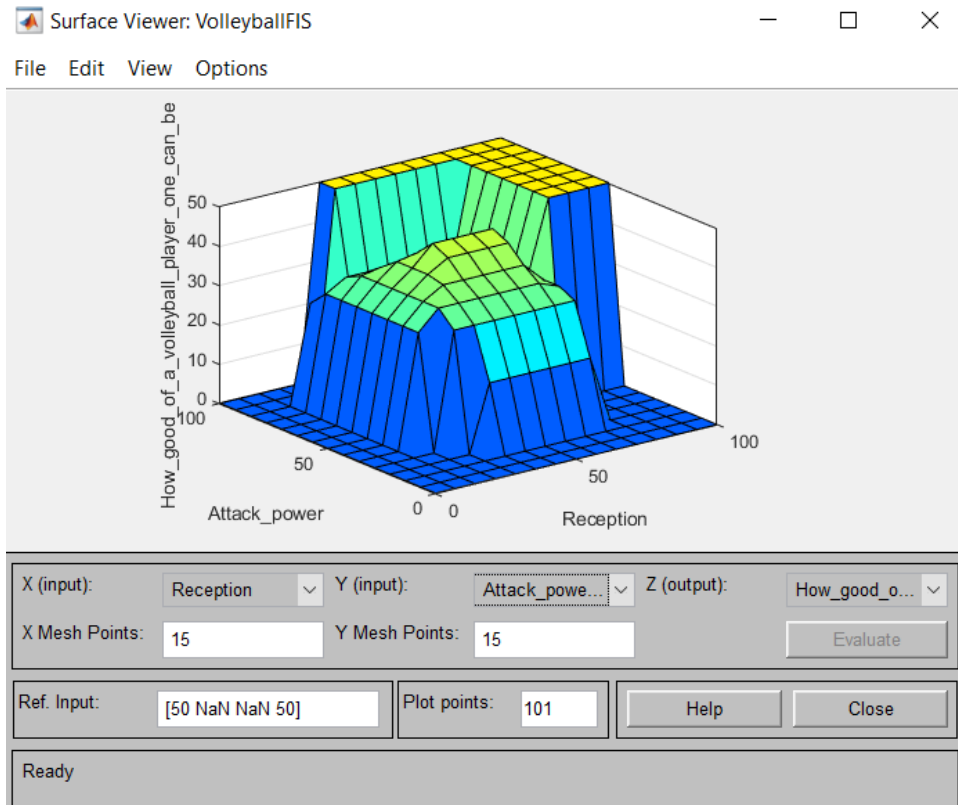 Surface Viewer: VolleyballFIS
File Edit View Options
How_good_of_a_volleyball_player_one_can_be
50
40
30
20
10
0
100
50
0
Attack_power
0
50
100
Reception
X (input): Reception Y (input): Attack_powe... Z (output): How_good_o...
X Mesh Points: 15 Y Mesh Points: 15 Evaluate
Ref. Input: [50 NaN NaN 50] Plot points: 101 Help Close
Ready